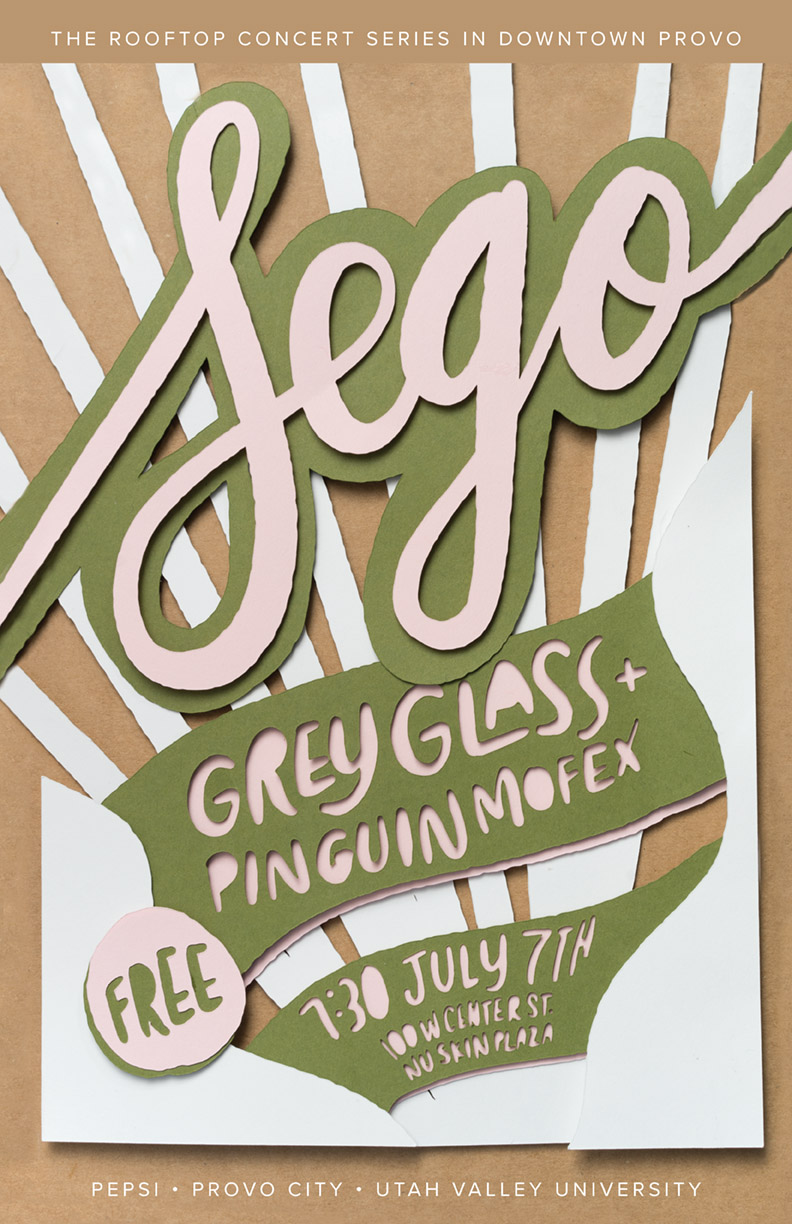 THE ROOFTOP CONCERT SERIES IN DOWNTOWN PROVO
Sego
GREY GLASS +
PINGUIN MOFEX
FREE
7:30 JULY 7TH
100 W CENTER ST.
NU SKIN PLAZA
PEPSI • PROVO CITY • UTAH VALLEY UNIVERSITY